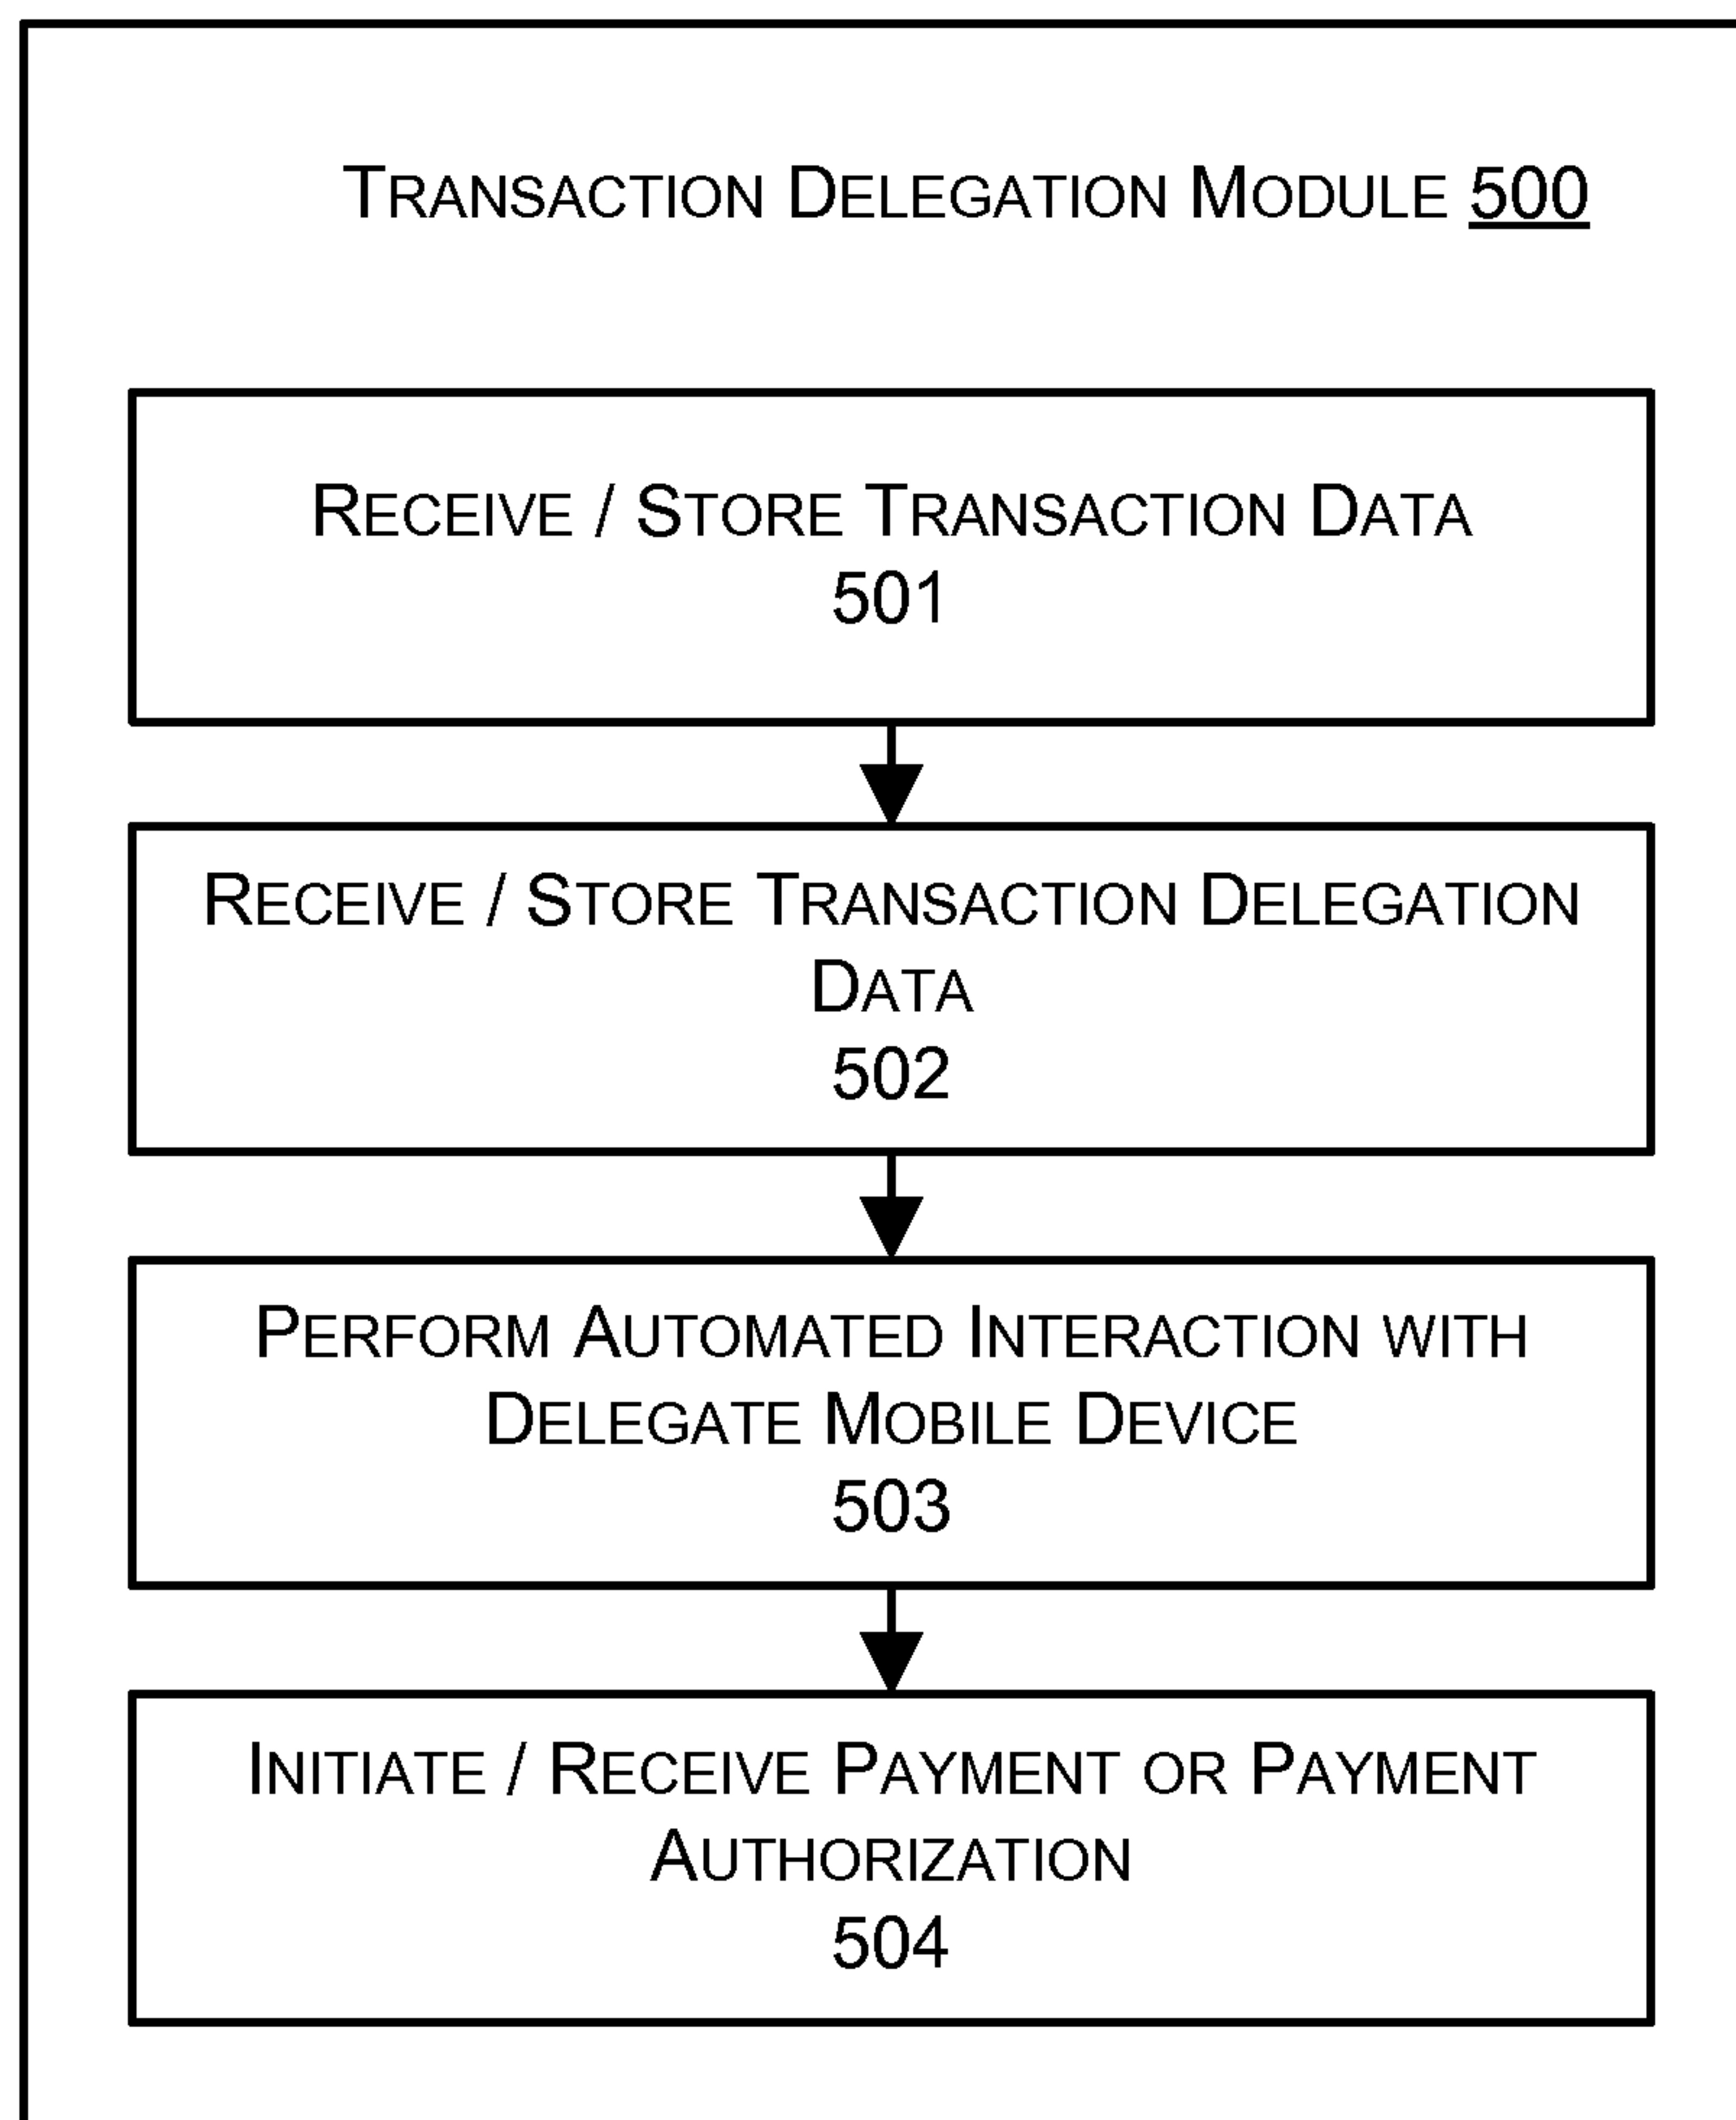 TRANSACTION DELEGATION MODULE 500
RECEIVE / STORE TRANSACTION DATA
501
RECEIVE / STORE TRANSACTION DELEGATION
DATA
502
PERFORM AUTOMATED INTERACTION WITH
DELEGATE MOBILE DEVICE
503
INITIATE / RECEIVE PAYMENT OR PAYMENT
AUTHORIZATION
504